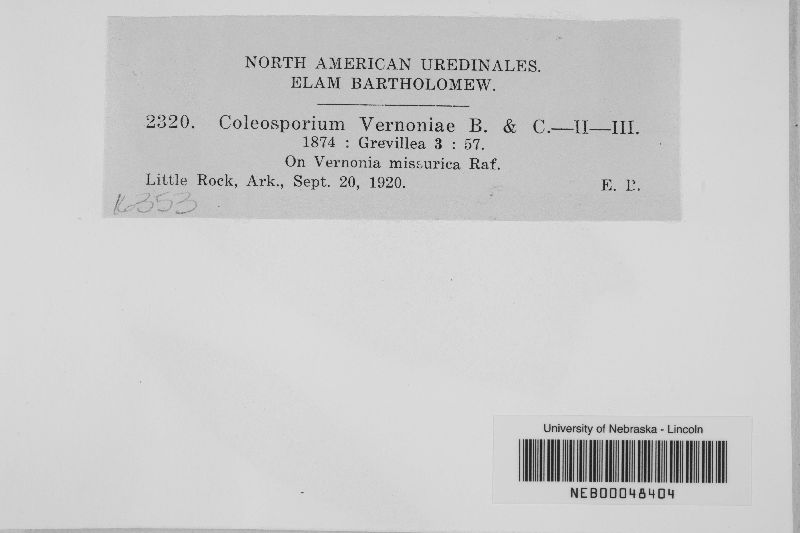 NORTH AMERICAN UREDINALES.
ELAM BARTHOLOMEW.
2320. Coleosporium Vernoniae B. & C.—II—III.
1874 : Grevillea 3 : 57.
On Vernonia missurica Raf.
Little Rock, Ark., Sept. 20, 1920. E. B.
16353
University of Nebraska - Lincoln
NEB00048404